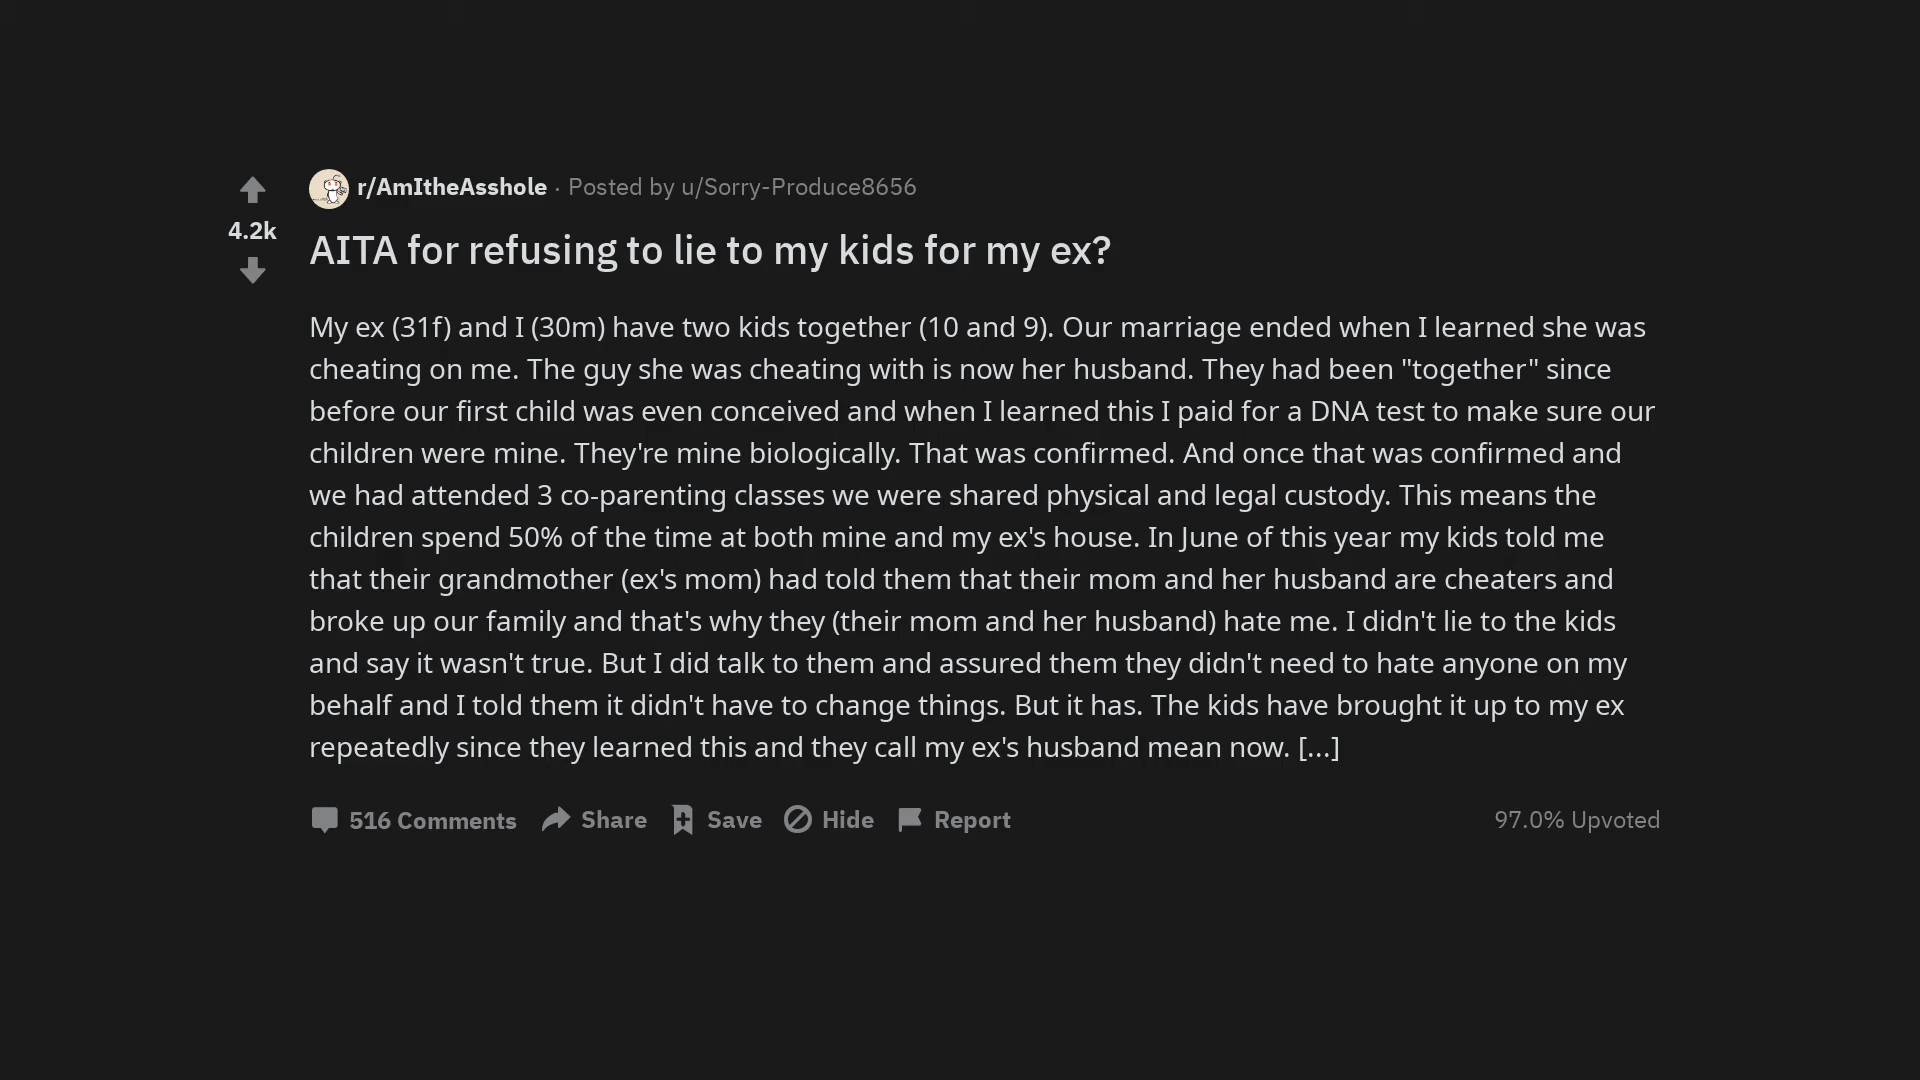 r/AmItheAsshole · Posted by u/Sorry-Produce8656
4.2k
AITA for refusing to lie to my kids for my ex?
My ex (31f) and I (30m) have two kids together (10 and 9). Our marriage ended when I learned she was
cheating on me. The guy she was cheating with is now her husband. They had been "together" since
before our first child was even conceived and when I learned this I paid for a DNA test to make sure our
children were mine. They're mine biologically. That was confirmed. And once that was confirmed and
we had attended 3 co-parenting classes we were shared physical and legal custody. This means the
children spend 50% of the time at both mine and my ex's house. In June of this year my kids told me
that their grandmother (ex's mom) had told them that their mom and her husband are cheaters and
broke up our family and that's why they (their mom and her husband) hate me. I didn't lie to the kids
and say it wasn't true. But I did talk to them and assured them they didn't need to hate anyone on my
behalf and I told them it didn't have to change things. But it has. The kids have brought it up to my ex
repeatedly since they learned this and they call my ex's husband mean now. [...]
516 Comments Share Save Hide Report 97.0% Upvoted